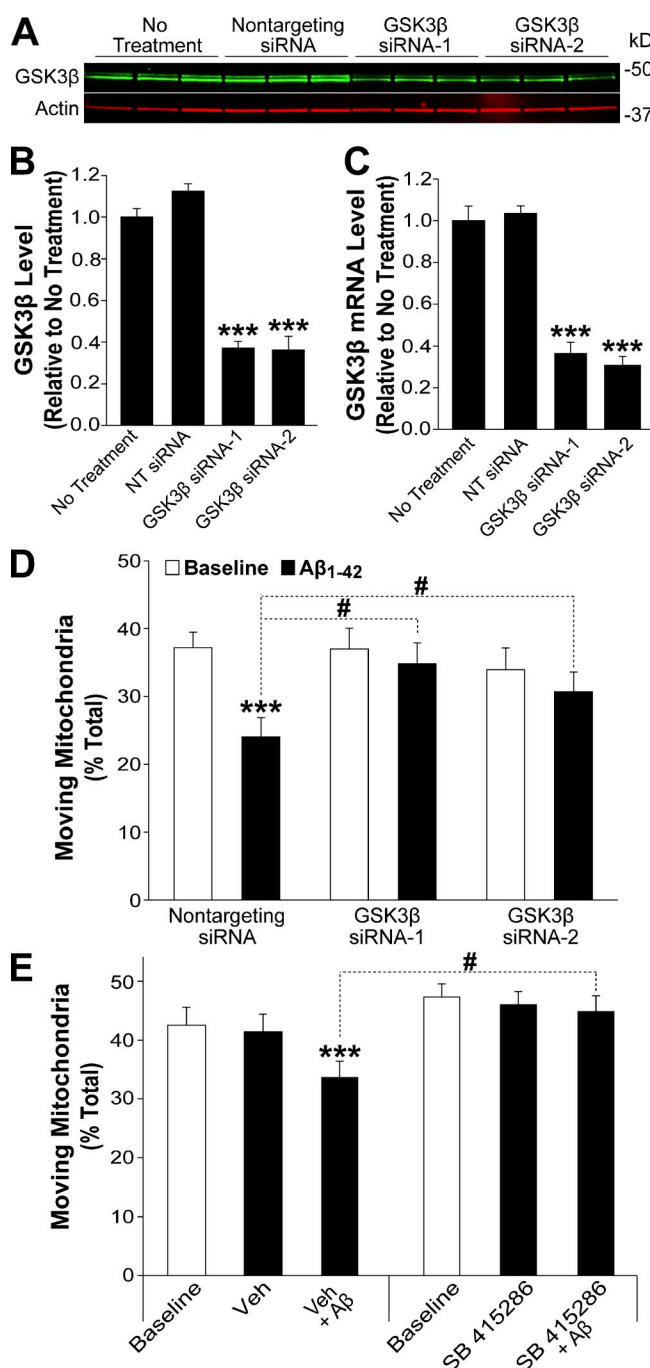 A
No
Treatment
Nontargeting
siRNA
GSK3β
siRNA-1
GSK3β
siRNA-2
kD
GSK3β
-50
Actin
-37
B
GSK3β Level
(Relative to No Treatment)
1.2
1.0
0.8
0.6
0.4
0.2
0.0
*** ***
No Treatment
NT siRNA
GSK3β siRNA-1
GSK3β siRNA-2
C
GSK3β mRNA Level
(Relative to No Treatment)
1.2
1.0
0.8
0.6
0.4
0.2
0.0
*** ***
No Treatment
NT siRNA
GSK3β siRNA-1
GSK3β siRNA-2
D
Moving Mitochondria
(% Total)
50
40
30
20
10
0
Baseline Aβ1-42
#
#
***
Nontargeting
siRNA
GSK3β
siRNA-1
GSK3β
siRNA-2
E
Moving Mitochondria
(% Total)
50
40
30
20
10
0
#
***
Baseline
Veh
Veh
+ Aβ
Baseline
SB 415286
SB 415286
+ Aβ